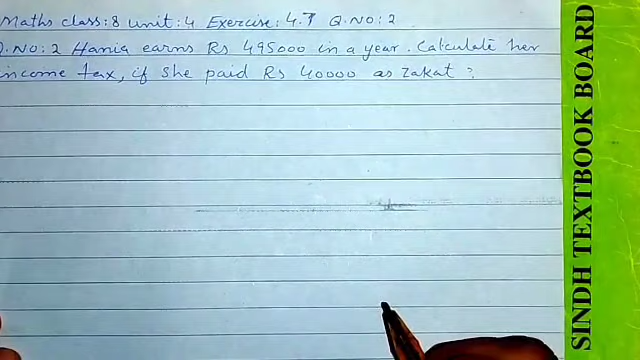 Maths class:8 unit:4 Exercise:4.7 Q.NO:2
Q.NO:2 Hania earns Rs 495000 in a year. Calculate her
income tax, if she paid Rs 40000 as zakat?
SINDH TEXTBOOK BOARD